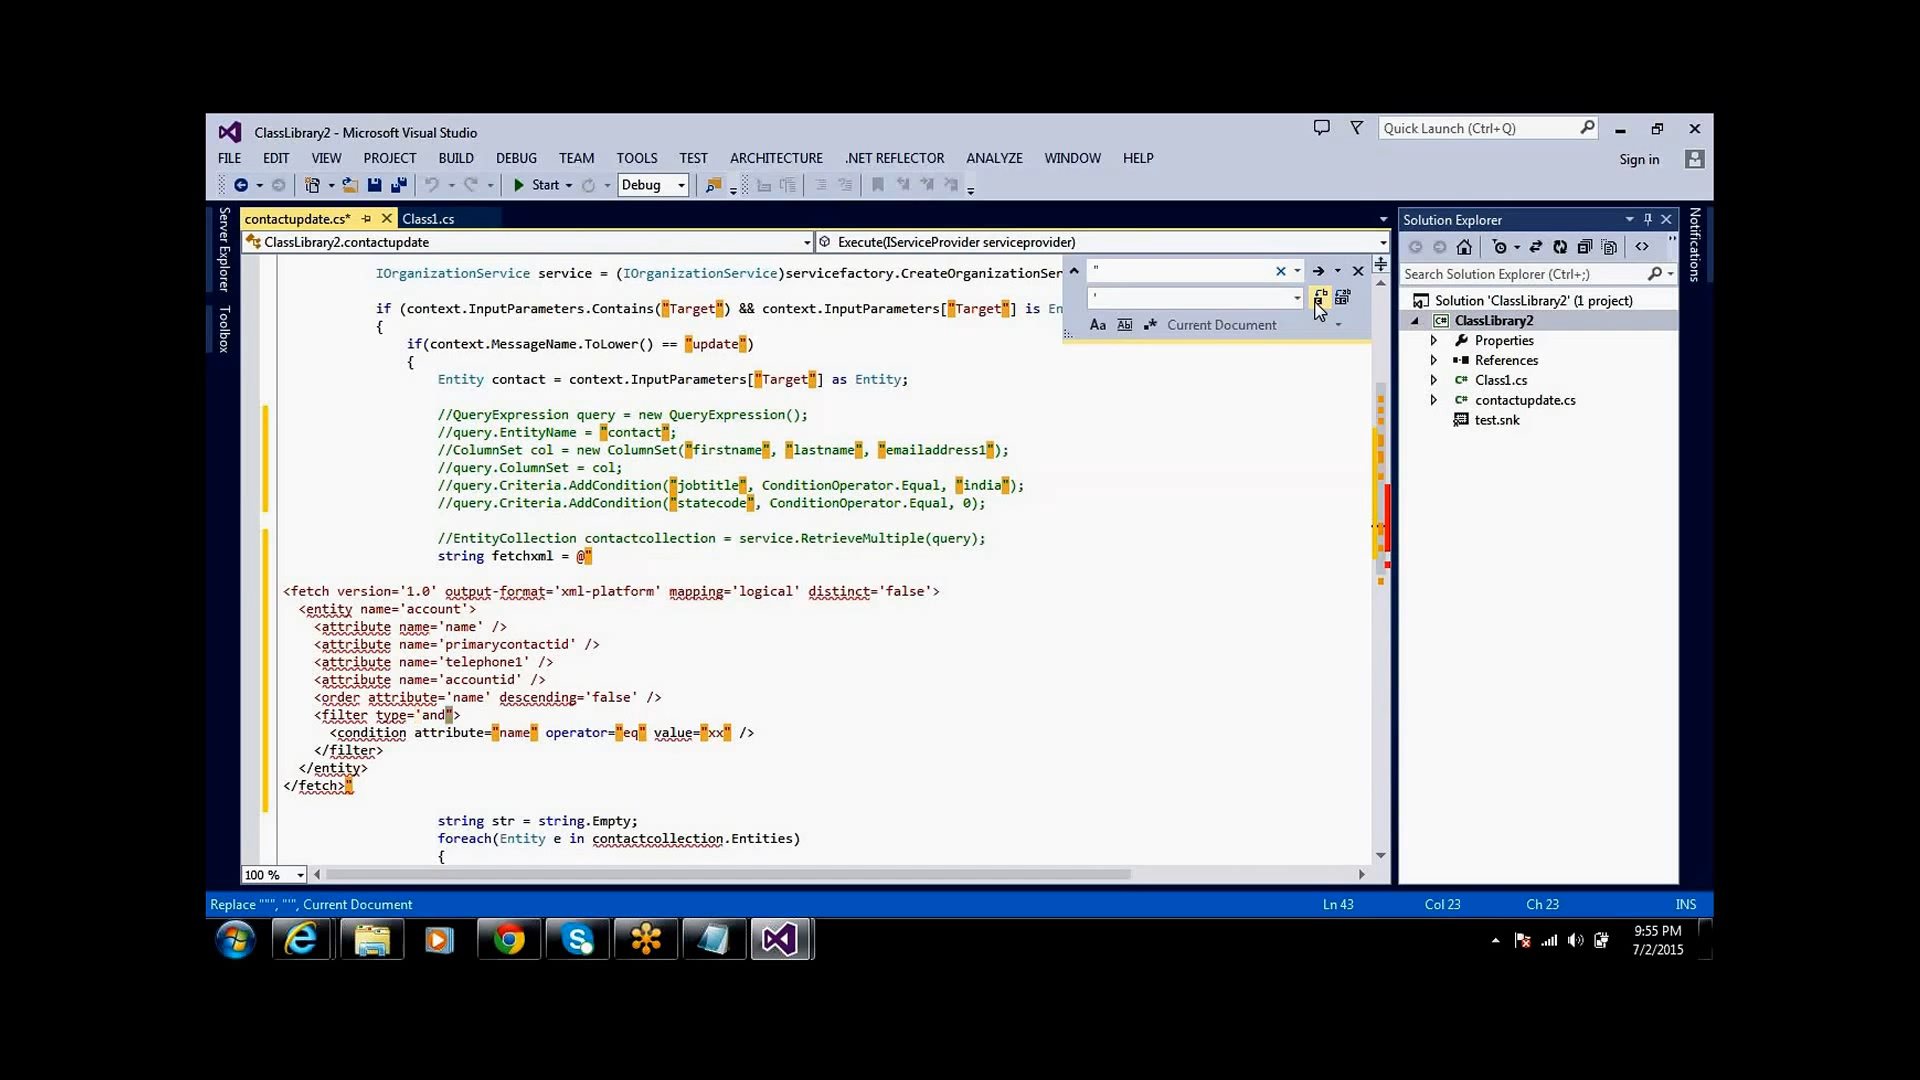 ClassLibrary2 - Microsoft Visual Studio
Quick Launch (Ctrl+Q)
FILE EDIT VIEW PROJECT BUILD DEBUG TEAM TOOLS TEST ARCHITECTURE .NET REFLECTOR ANALYZE WINDOW HELP
Sign in
Start Debug
Server Explorer
Toolbox
contactupdate.cs* Class1.cs
ClassLibrary2.contactupdate
Execute(IServiceProvider serviceprovider)
IOrganizationService service = (IOrganizationService)servicefactory.CreateOrganizationSer
if (context.InputParameters.Contains("Target") && context.InputParameters["Target"] is En
{
if(context.MessageName.ToLower() == "update")
{
Entity contact = context.InputParameters["Target"] as Entity;
//QueryExpression query = new QueryExpression();
//query.EntityName = "contact";
//ColumnSet col = new ColumnSet("firstname", "lastname", "emailaddress1");
//query.ColumnSet = col;
//query.Criteria.AddCondition("jobtitle", ConditionOperator.Equal, "india");
//query.Criteria.AddCondition("statecode", ConditionOperator.Equal, 0);
//EntityCollection contactcollection = service.RetrieveMultiple(query);
string fetchxml = @"
<fetch version='1.0' output-format='xml-platform' mapping='logical' distinct='false'>
<entity name='account'>
<attribute name='name' />
<attribute name='primarycontactid' />
<attribute name='telephone1' />
<attribute name='accountid' />
<order attribute='name' descending='false' />
<filter type='and">
<condition attribute="name" operator="eq" value="xx" />
</filter>
</entity>
</fetch>"
string str = string.Empty;
foreach(Entity e in contactcollection.Entities)
{
"
'
Aa Ab Current Document
100 %
Solution Explorer
Search Solution Explorer (Ctrl+;)
Solution 'ClassLibrary2' (1 project)
ClassLibrary2
Properties
References
Class1.cs
contactupdate.cs
test.snk
Notifications
Replace """, "'", Current Document
Ln 43 Col 23 Ch 23 INS
9:55 PM
7/2/2015